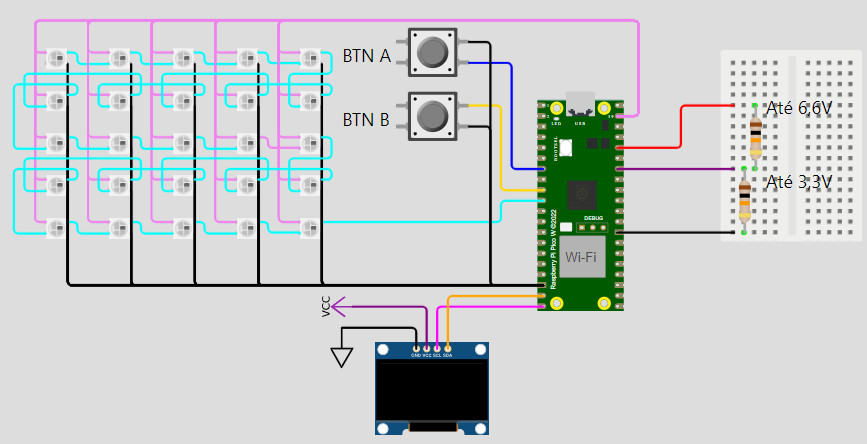 BTN A
BTN B
Até 6,6V
Até 3,3V
LED
USB
BOOTSEL
DEBUG
Raspberry Pi Pico W ©2022
Wi-Fi
VCC
GND VCC SCL SDA